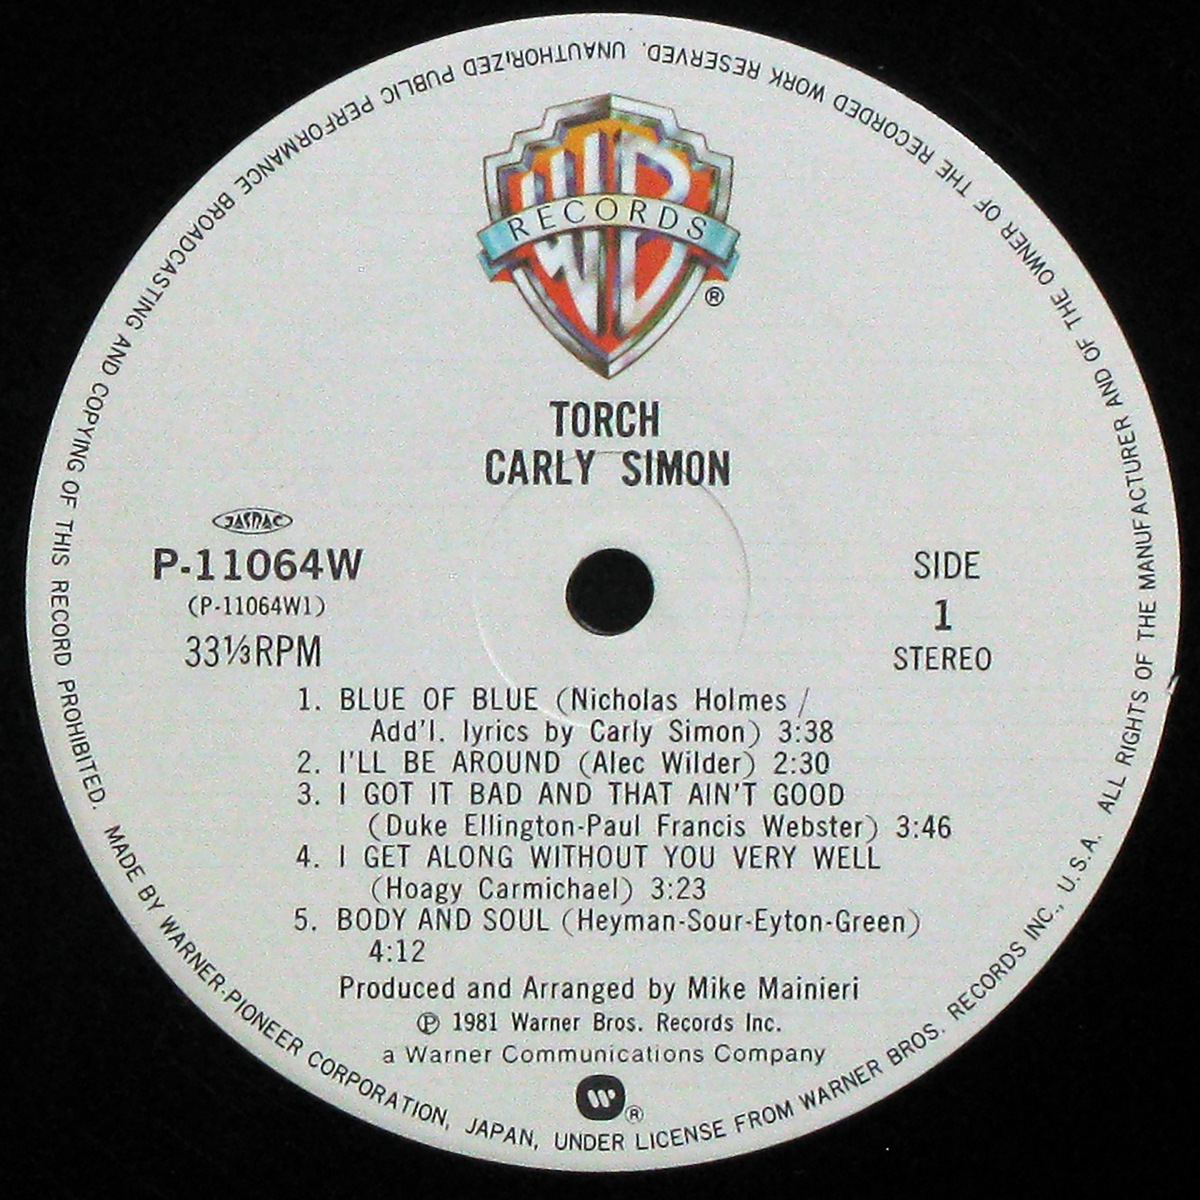 RECORDS
®
TORCH
CARLY SIMON
JASRAC
P-11064W
(P-11064W1)
33⅓RPM
SIDE
1
STEREO
1. BLUE OF BLUE (Nicholas Holmes /
Add'l. lyrics by Carly Simon) 3:38
2. I'LL BE AROUND (Alec Wilder) 2:30
3. I GOT IT BAD AND THAT AIN'T GOOD
(Duke Ellington-Paul Francis Webster) 3:46
4. I GET ALONG WITHOUT YOU VERY WELL
(Hoagy Carmichael) 3:23
5. BODY AND SOUL (Heyman-Sour-Eyton-Green)
4:12
Produced and Arranged by Mike Mainieri
℗ 1981 Warner Bros. Records Inc.
a Warner Communications Company
W ®
MADE BY WARNER-PIONEER CORPORATION, JAPAN, UNDER LICENSE FROM WARNER BROS. RECORDS INC., U.S.A. ALL RIGHTS OF THE MANUFACTURER AND OF THE OWNER OF THE RECORDED WORK RESERVED. UNAUTHORIZED PUBLIC PERFORMANCE BROADCASTING AND COPYING OF THIS RECORD PROHIBITED.